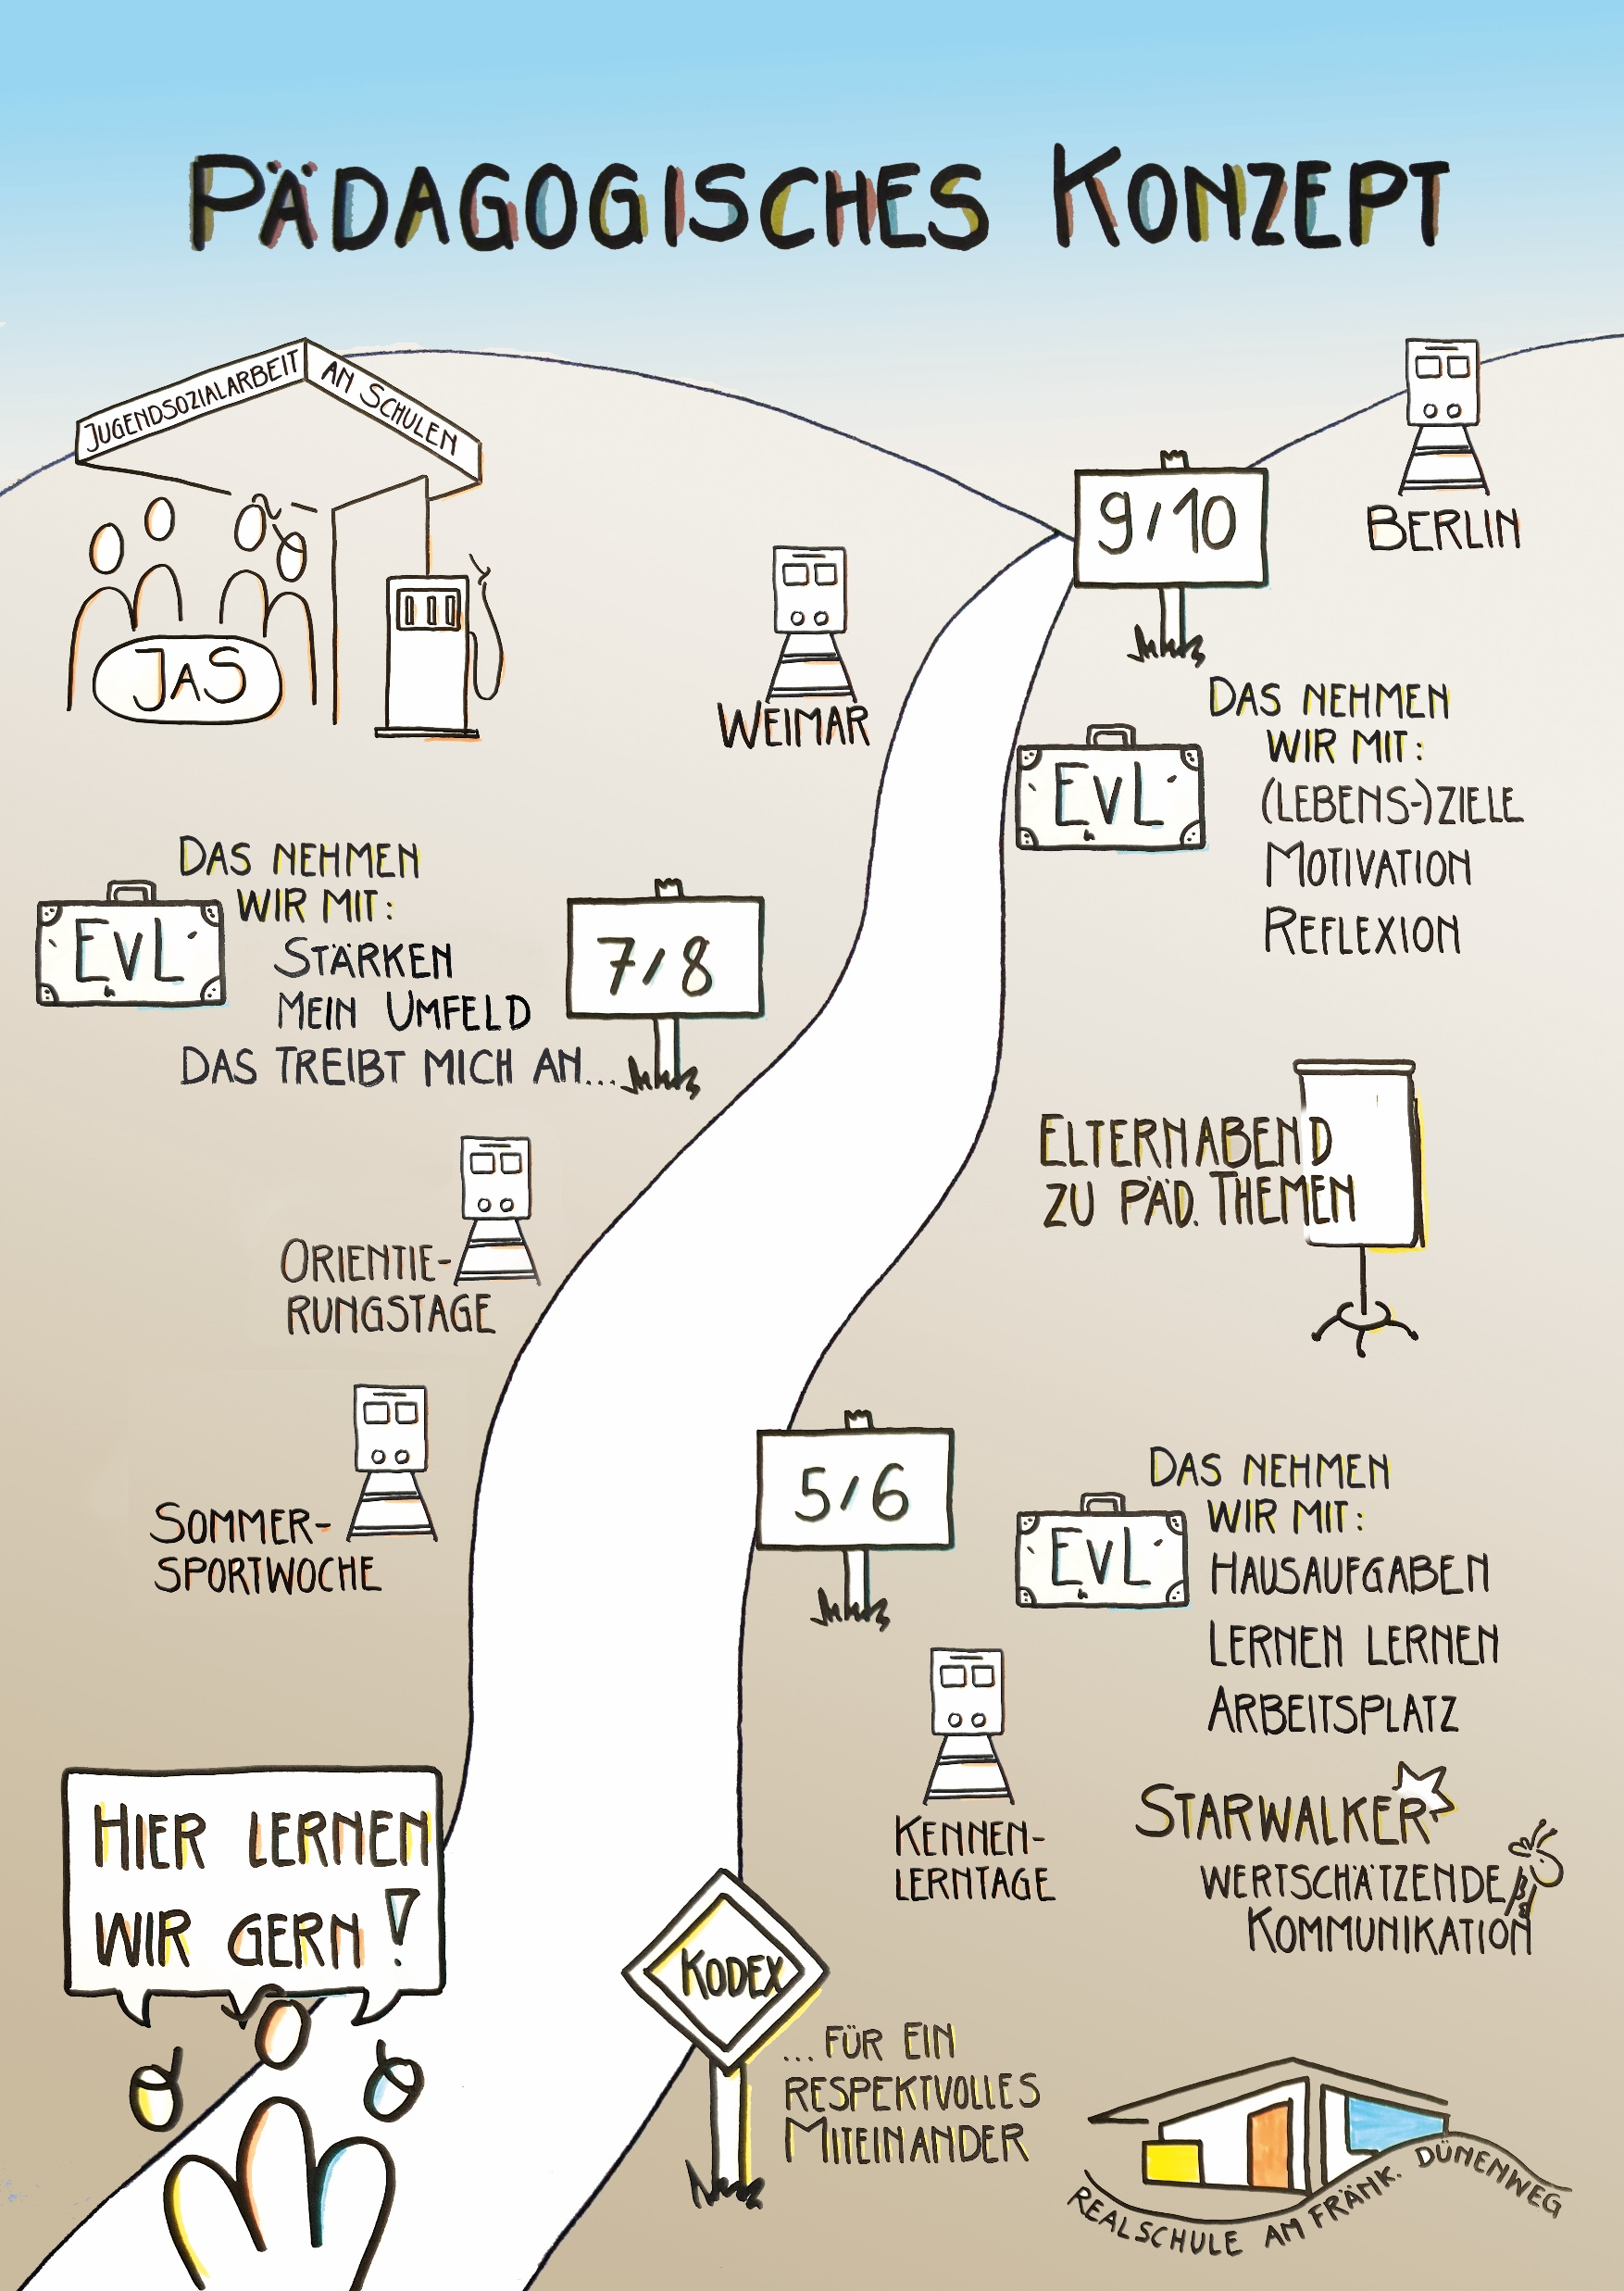 PÄDAGOGISCHES KONZEPT
JUGENDSOZIALARBEIT AN SCHULEN
JAS
BERLIN
9/10
WEIMAR
DAS NEHMEN
WIR MIT:
EVL
(LEBENS-)ZIELE
MOTIVATION
REFLEXION
DAS NEHMEN
WIR MIT:
EVL
STÄRKEN
MEIN UMFELD
DAS TREIBT MICH AN...
7/8
ELTERNABEND
ZU PÄD. THEMEN
ORIENTIE-
RUNGSTAGE
SOMMER-
SPORTWOCHE
5/6
DAS NEHMEN
WIR MIT:
EVL
HAUSAUFGABEN
LERNEN LERNEN
ARBEITSPLATZ
KENNEN-
LERNTAGE
STARWALKER
WERTSCHÄTZENDE
KOMMUNIKATION
HIER LERNEN
WIR GERN!
KODEX
...FÜR EIN
RESPEKTVOLLES
MITEINANDER
REALSCHULE AM FRÄNK. DÜNENWEG